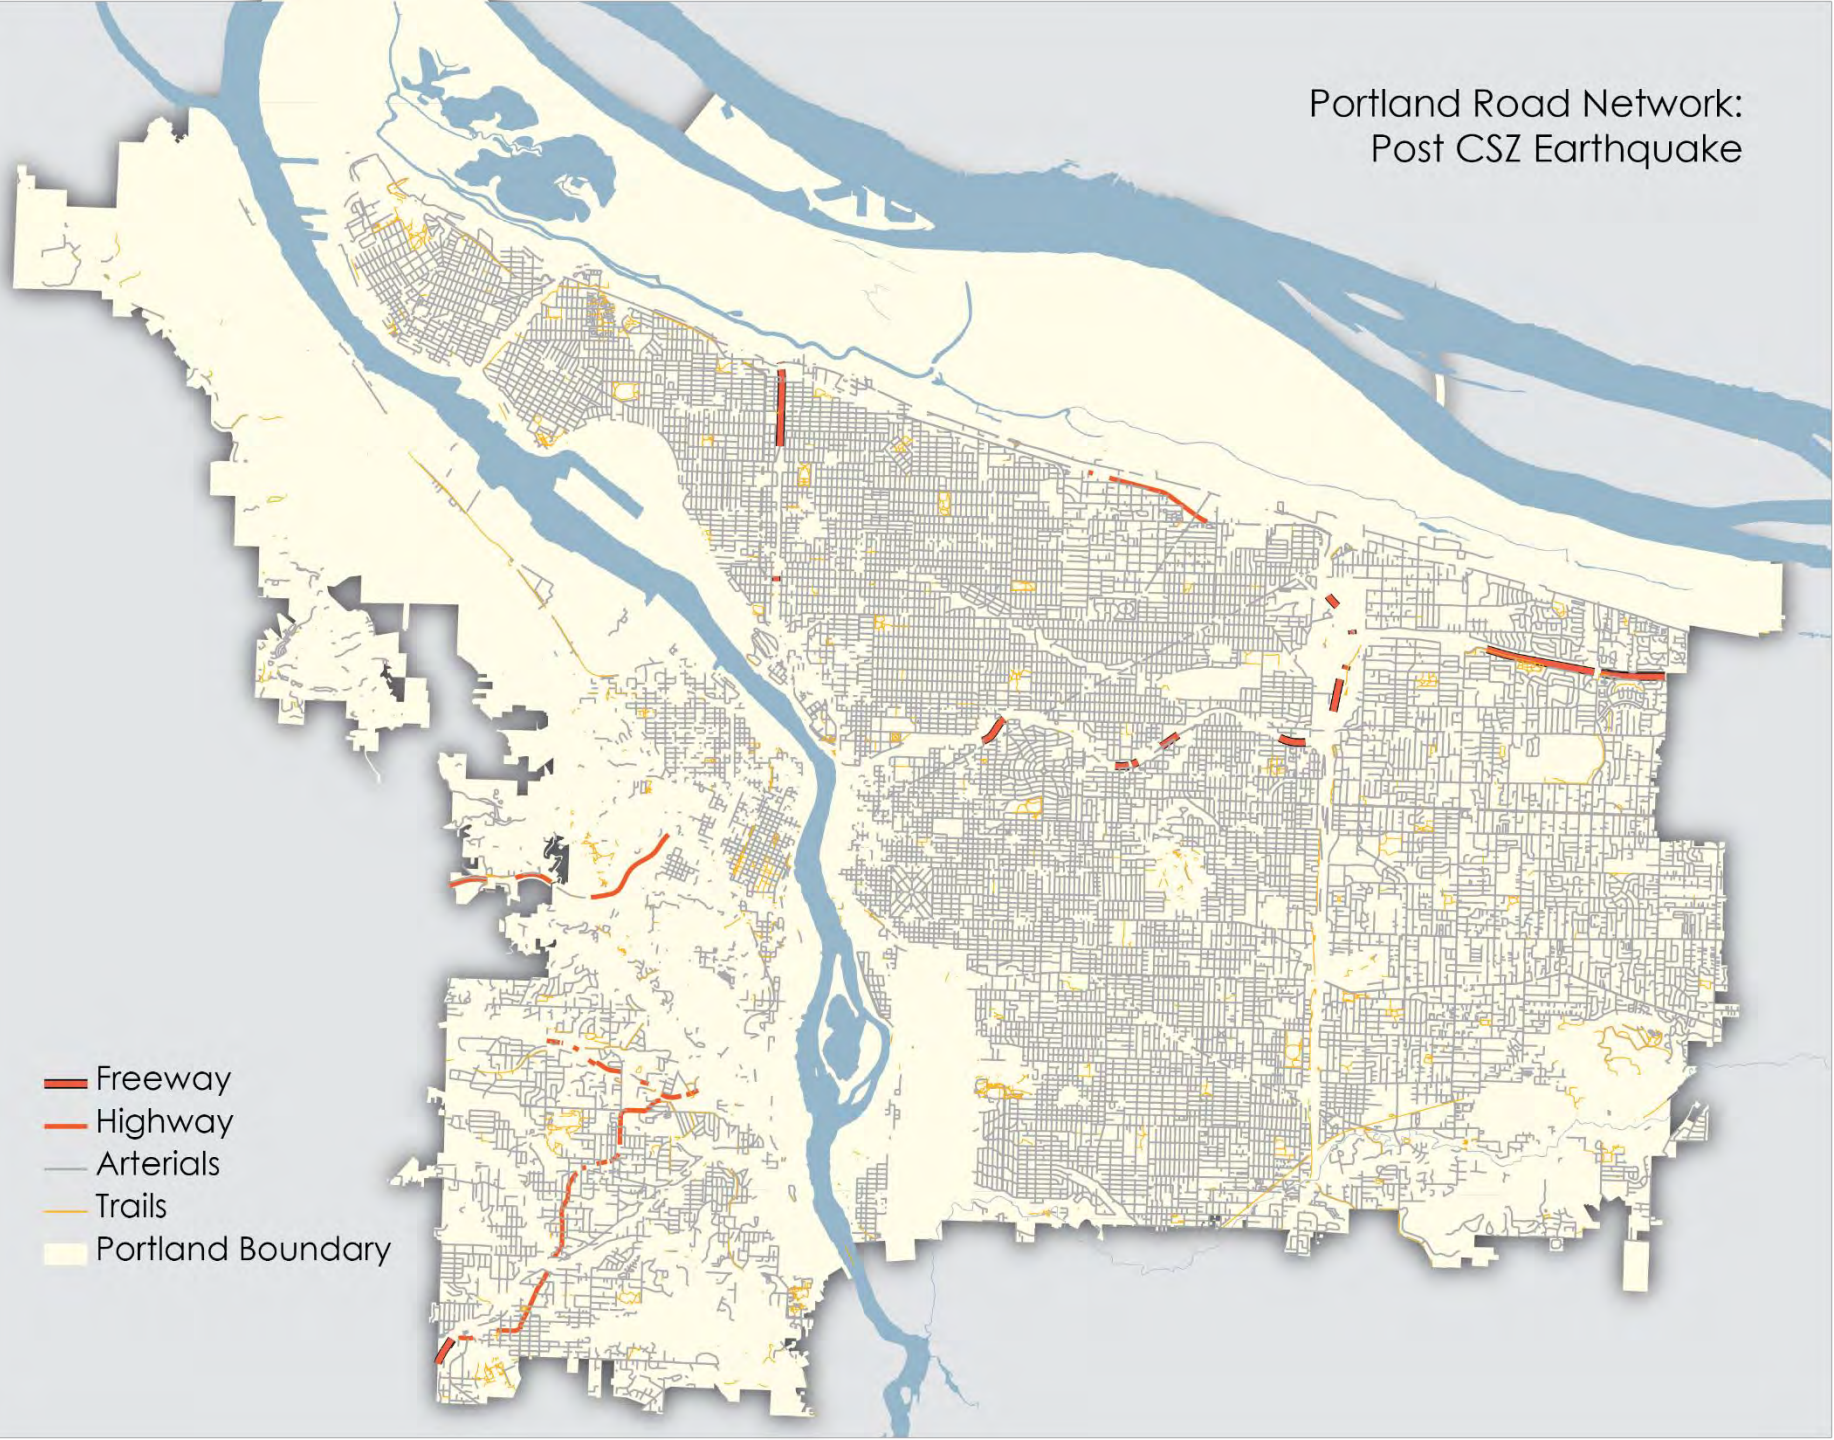 Portland Road Network:
Post CSZ Earthquake
Freeway
Highway
Arterials
Trails
Portland Boundary